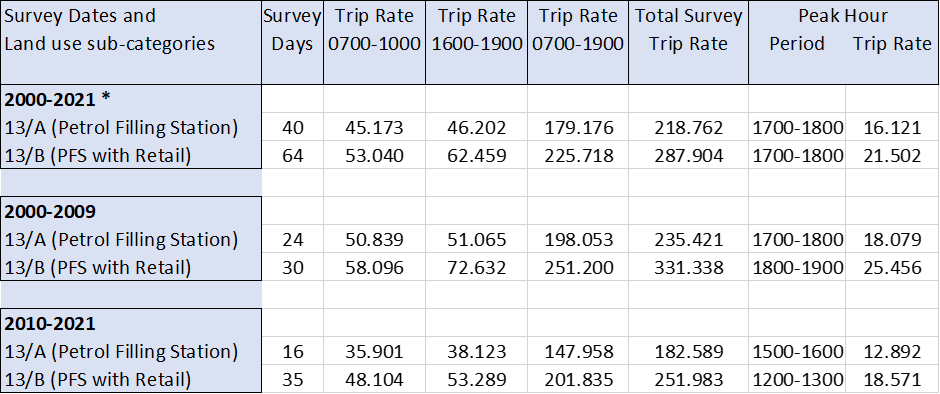 Survey Dates and Survey Trip Rate Trip Rate Trip Rate Total Survey Peak Hour
Land use sub-categories Days 0700-1000 1600-1900 0700-1900 Trip Rate Period Trip Rate
2000-2021 *
13/A (Petrol Filling Station) 40 45.173 46.202 179.176 218.762 1700-1800 16.121
13/B (PFS with Retail) 64 53.040 62.459 225.718 287.904 1700-1800 21.502
2000-2009
13/A (Petrol Filling Station) 24 50.839 51.065 198.053 235.421 1700-1800 18.079
13/B (PFS with Retail) 30 58.096 72.632 251.200 331.338 1800-1900 25.456
2010-2021
13/A (Petrol Filling Station) 16 35.901 38.123 147.958 182.589 1500-1600 12.892
13/B (PFS with Retail) 35 48.104 53.289 201.835 251.983 1200-1300 18.571